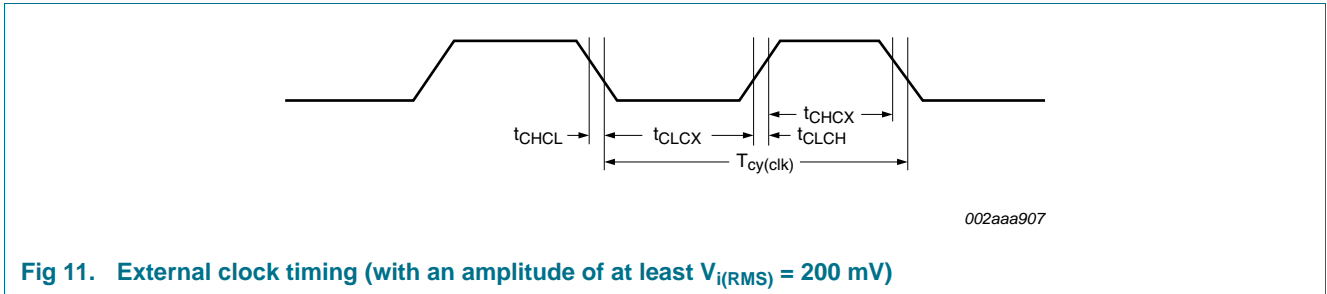 tCHCX
tCHCL tCLCX tCLCH
Tcy(clk)
002aaa907
Fig 11. External clock timing (with an amplitude of at least Vi(RMS) = 200 mV)